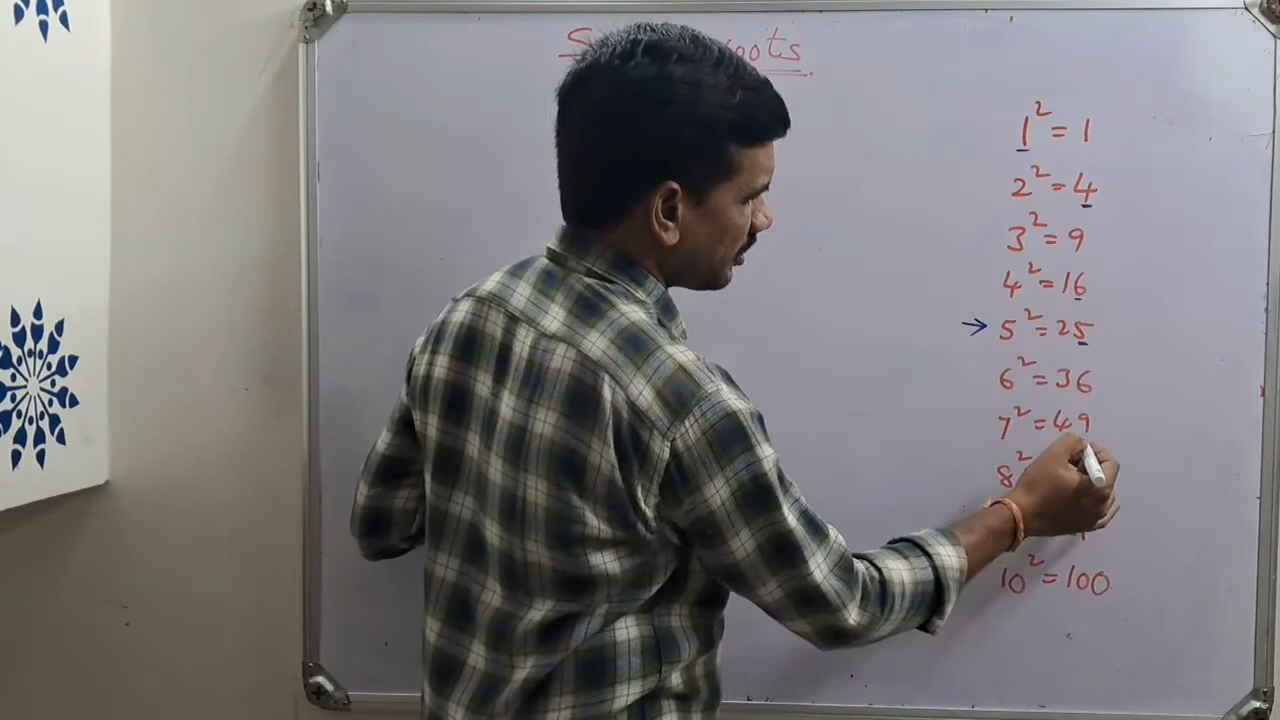 1² = 1
2² = 4
3² = 9
4² = 16
→ 5² = 25
6² = 36
7² = 49
8²
10² = 100